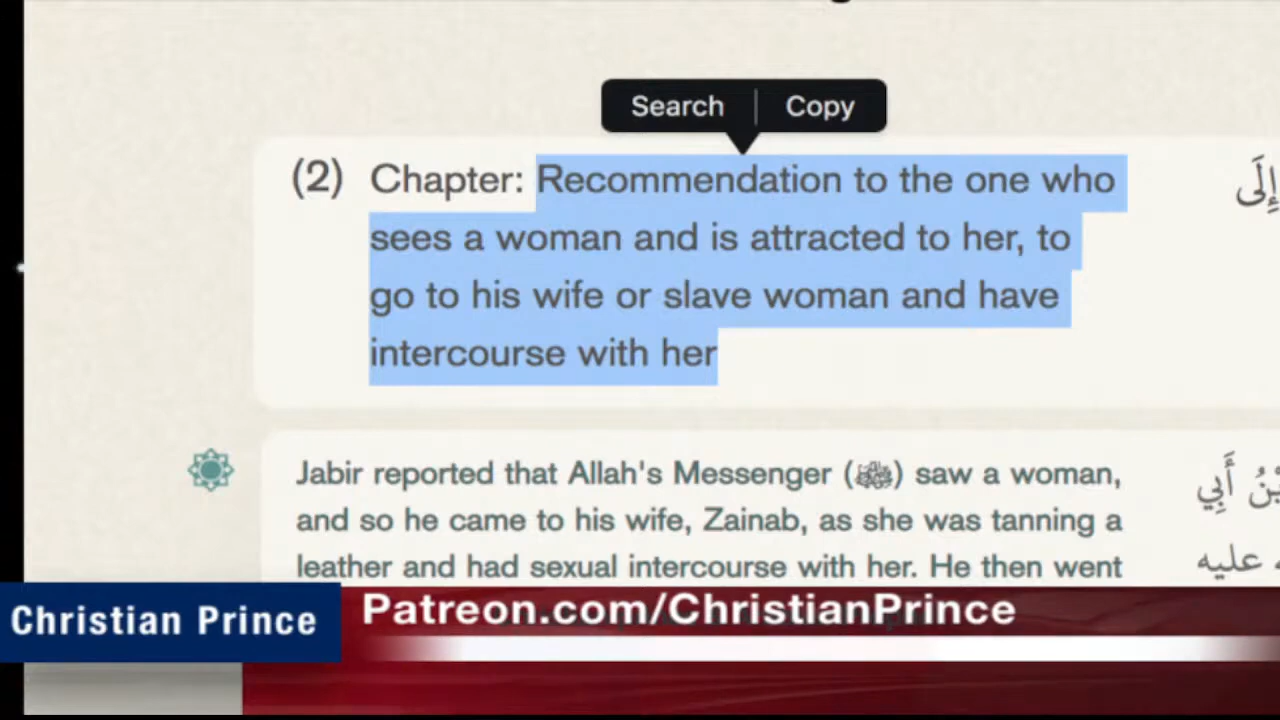 Search
Copy
(2) Chapter: Recommendation to the one who
sees a woman and is attracted to her, to
go to his wife or slave woman and have
intercourse with her
إِلَى
Jabir reported that Allah's Messenger (ﷺ) saw a woman,
and so he came to his wife, Zainab, as she was tanning a
leather and had sexual intercourse with her. He then went
أَبِي
عليه
Christian Prince
Patreon.com/ChristianPrince